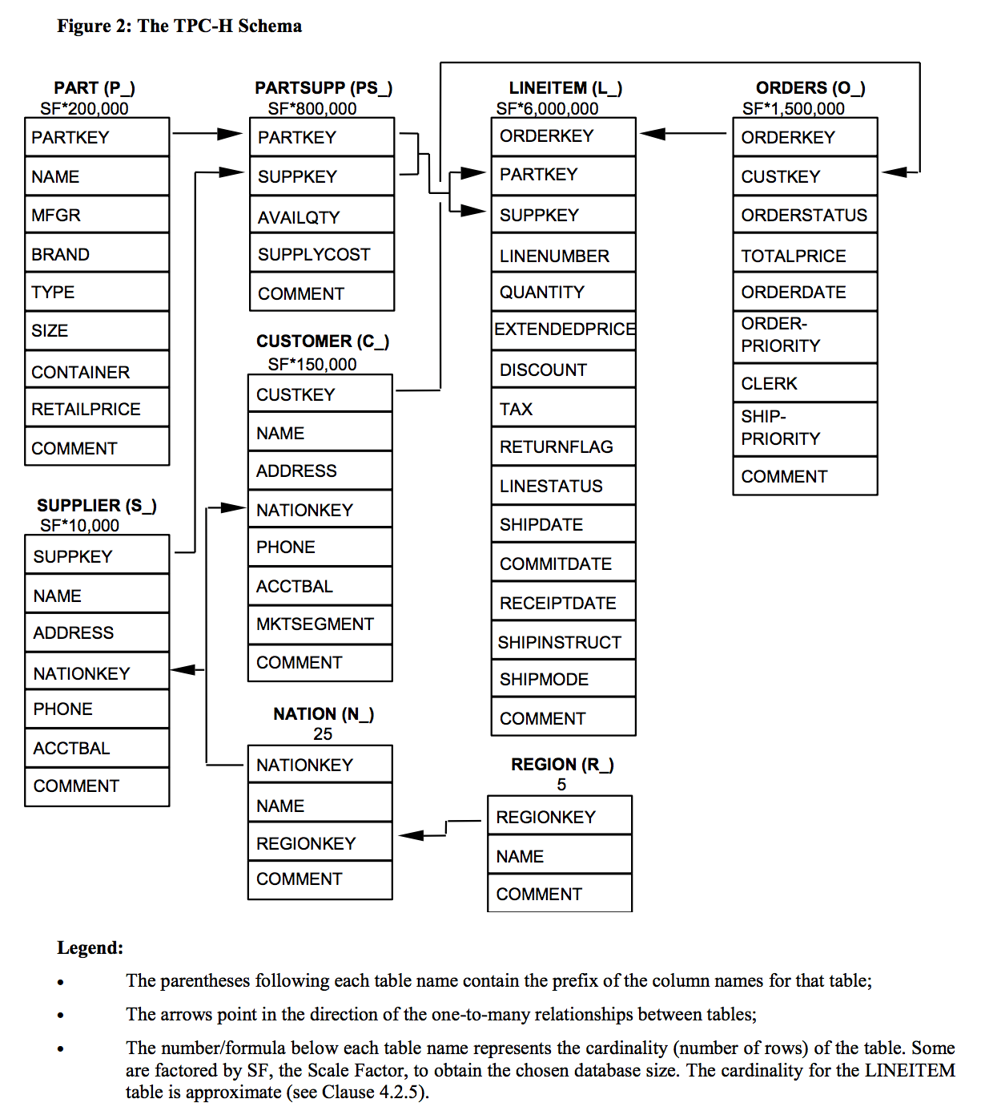 Figure 2: The TPC-H Schema
PART (P_)
SF*200,000
PARTKEY
NAME
MFGR
BRAND
TYPE
SIZE
CONTAINER
RETAILPRICE
COMMENT
SUPPLIER (S_)
SF*10,000
SUPPKEY
NAME
ADDRESS
NATIONKEY
PHONE
ACCTBAL
COMMENT
PARTSUPP (PS_)
SF*800,000
PARTKEY
SUPPKEY
AVAILQTY
SUPPLYCOST
COMMENT
CUSTOMER (C_)
SF*150,000
CUSTKEY
NAME
ADDRESS
NATIONKEY
PHONE
ACCTBAL
MKTSEGMENT
COMMENT
NATION (N_)
25
NATIONKEY
NAME
REGIONKEY
COMMENT
LINEITEM (L_)
SF*6,000,000
ORDERKEY
PARTKEY
SUPPKEY
LINENUMBER
QUANTITY
EXTENDEDPRICE
DISCOUNT
TAX
RETURNFLAG
LINESTATUS
SHIPDATE
COMMITDATE
RECEIPTDATE
SHIPINSTRUCT
SHIPMODE
COMMENT
REGION (R_)
5
REGIONKEY
NAME
COMMENT
ORDERS (O_)
SF*1,500,000
ORDERKEY
CUSTKEY
ORDERSTATUS
TOTALPRICE
ORDERDATE
ORDER-
PRIORITY
CLERK
SHIP-
PRIORITY
COMMENT
Legend:
• The parentheses following each table name contain the prefix of the column names for that table;
• The arrows point in the direction of the one-to-many relationships between tables;
• The number/formula below each table name represents the cardinality (number of rows) of the table. Some
are factored by SF, the Scale Factor, to obtain the chosen database size. The cardinality for the LINEITEM
table is approximate (see Clause 4.2.5).